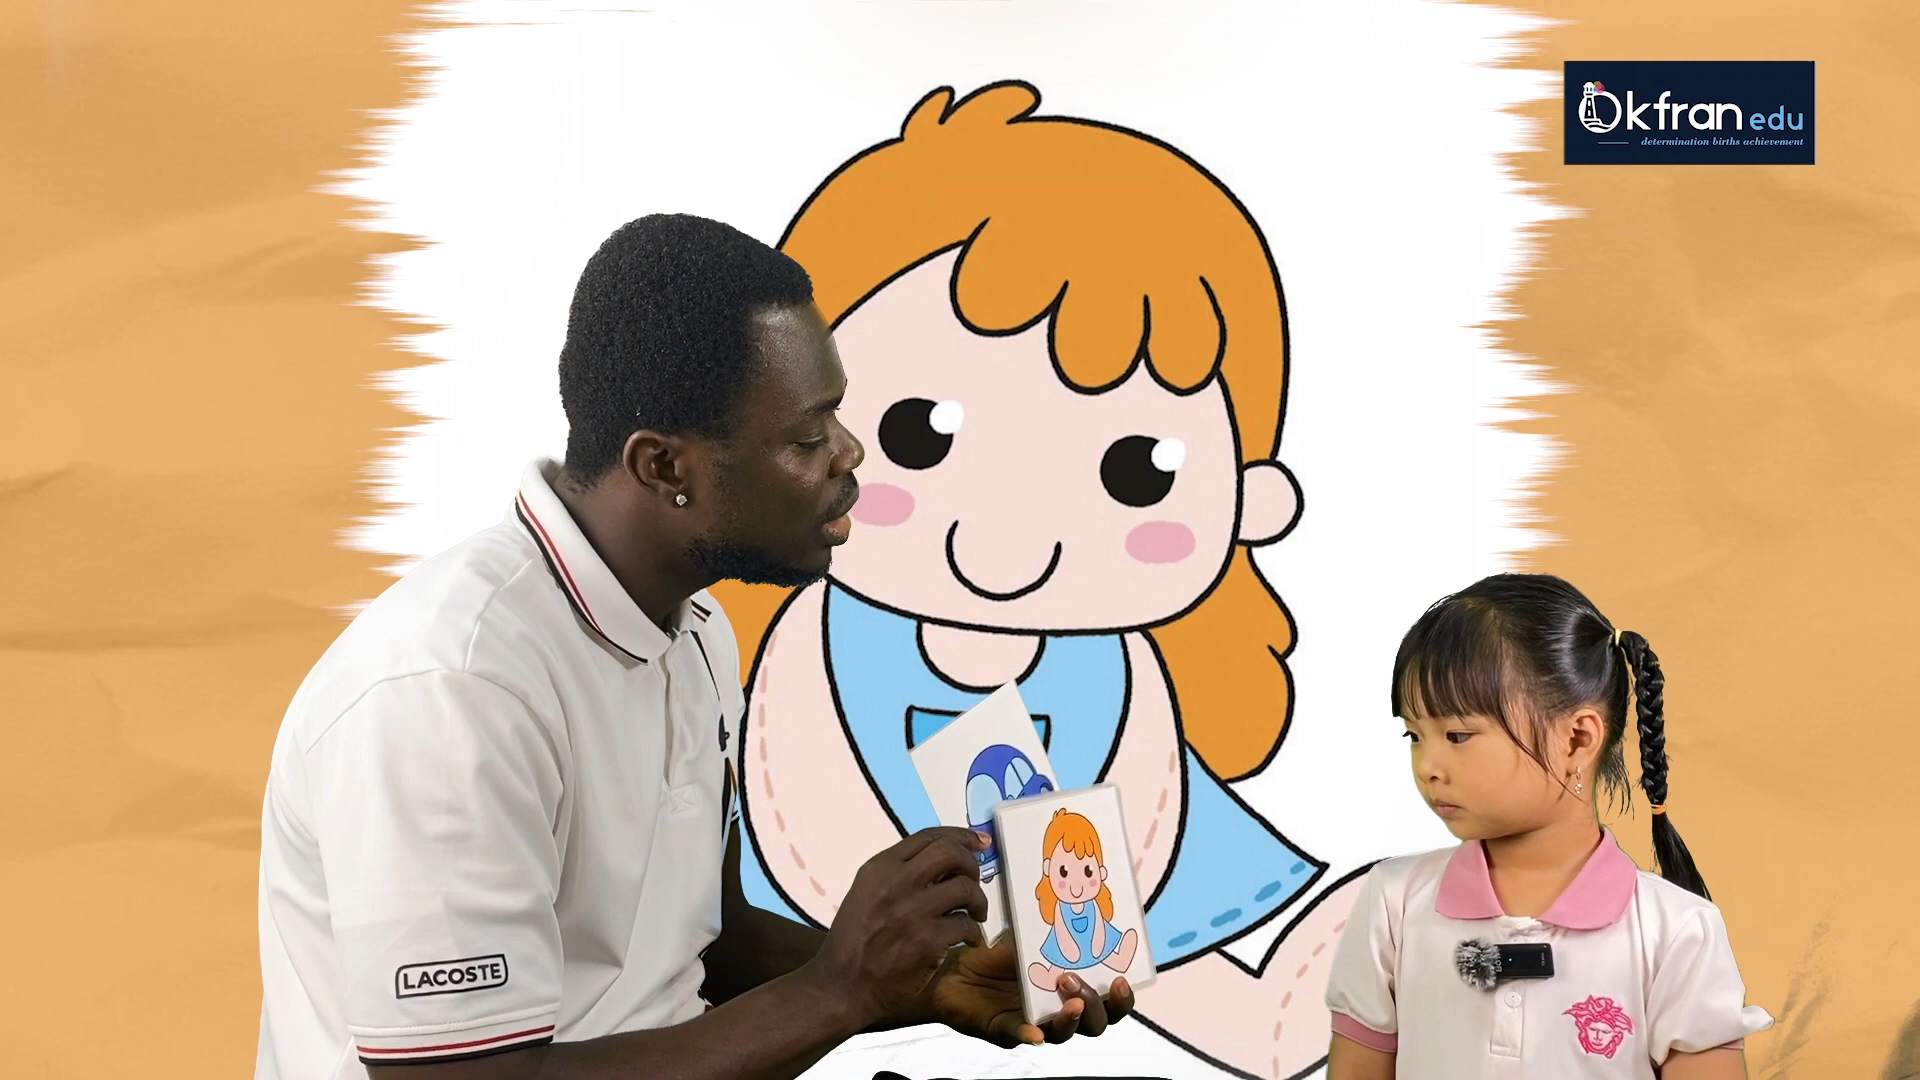 Okfran edu
determination births achievement
LACOSTE